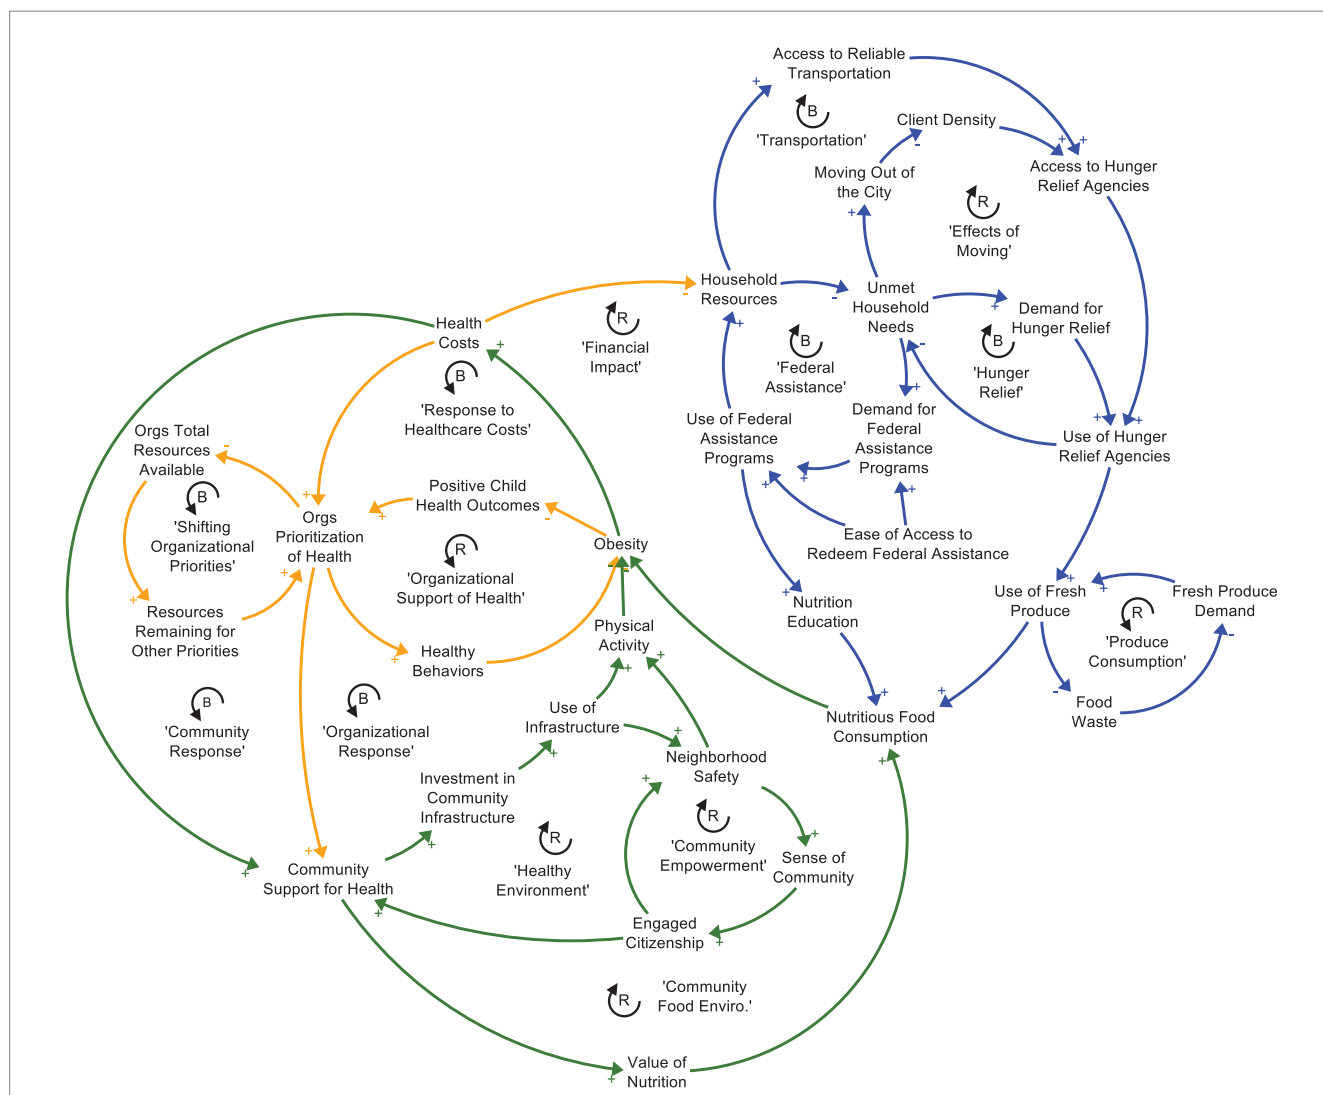 Access to Reliable
Transportation
+
B
'Transportation'
Client Density
-
+
+
Moving Out of
the City
+
Access to Hunger
Relief Agencies
R
'Effects of
Moving'
Household
Resources
-
-
Unmet
Household
Needs
+
Demand for
Hunger Relief
Health
Costs
+
R
'Financial
Impact'
+
B
'Federal
Assistance'
-
B
'Hunger
Relief'
B
'Response to
Healthcare Costs'
Use of Federal
Assistance
Programs
+
Demand for
Federal
Assistance
Programs
+
+
Use of Hunger
Relief Agencies
Orgs Total
Resources
Available
-
B
'Shifting
Organizational
Priorities'
+
Orgs
Prioritization
of Health
+
Positive Child
Health Outcomes
-
Obesity
+
+
+
Ease of Access to
Redeem Federal Assistance
R
'Organizational
Support of Health'
+
+
Resources
Remaining for
Other Priorities
-
-
Physical
Activity
+
+
Nutrition
Education
Use of Fresh
Produce
+
+
Fresh Produce
Demand
-
R
'Produce
Consumption'
+
Healthy
Behaviors
B
'Community
Response'
B
'Organizational
Response'
Use of
Infrastructure
+
+
+
Nutritious Food
Consumption
+
-
Food
Waste
+
Neighborhood
Safety
+
Investment in
Community
Infrastructure
+
R
'Community
Empowerment'
+
Sense of
Community
R
'Healthy
Environment'
+
+
Community
Support for Health
+
+
Engaged
Citizenship
+
R
'Community
Food Enviro.'
+
Value of
Nutrition